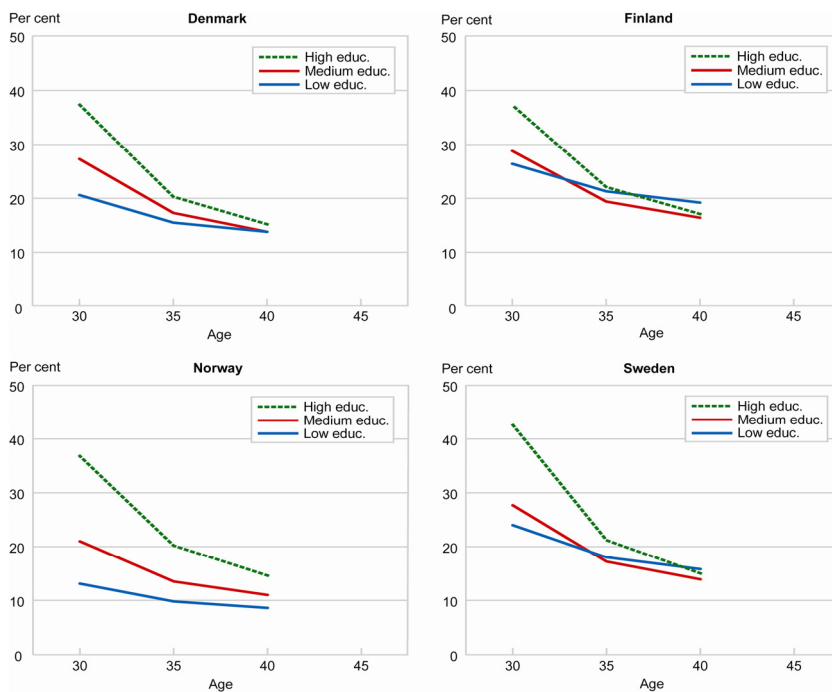 Per cent
Denmark
50
40
30
20
10
0
High educ.
Medium educ.
Low educ.
30 35 40 45
Age
Per cent
Finland
50
40
30
20
10
0
High educ.
Medium educ.
Low educ.
30 35 40 45
Age
Per cent
Norway
50
40
30
20
10
0
High educ.
Medium educ.
Low educ.
30 35 40 45
Age
Per cent
Sweden
50
40
30
20
10
0
High educ.
Medium educ.
Low educ.
30 35 40 45
Age